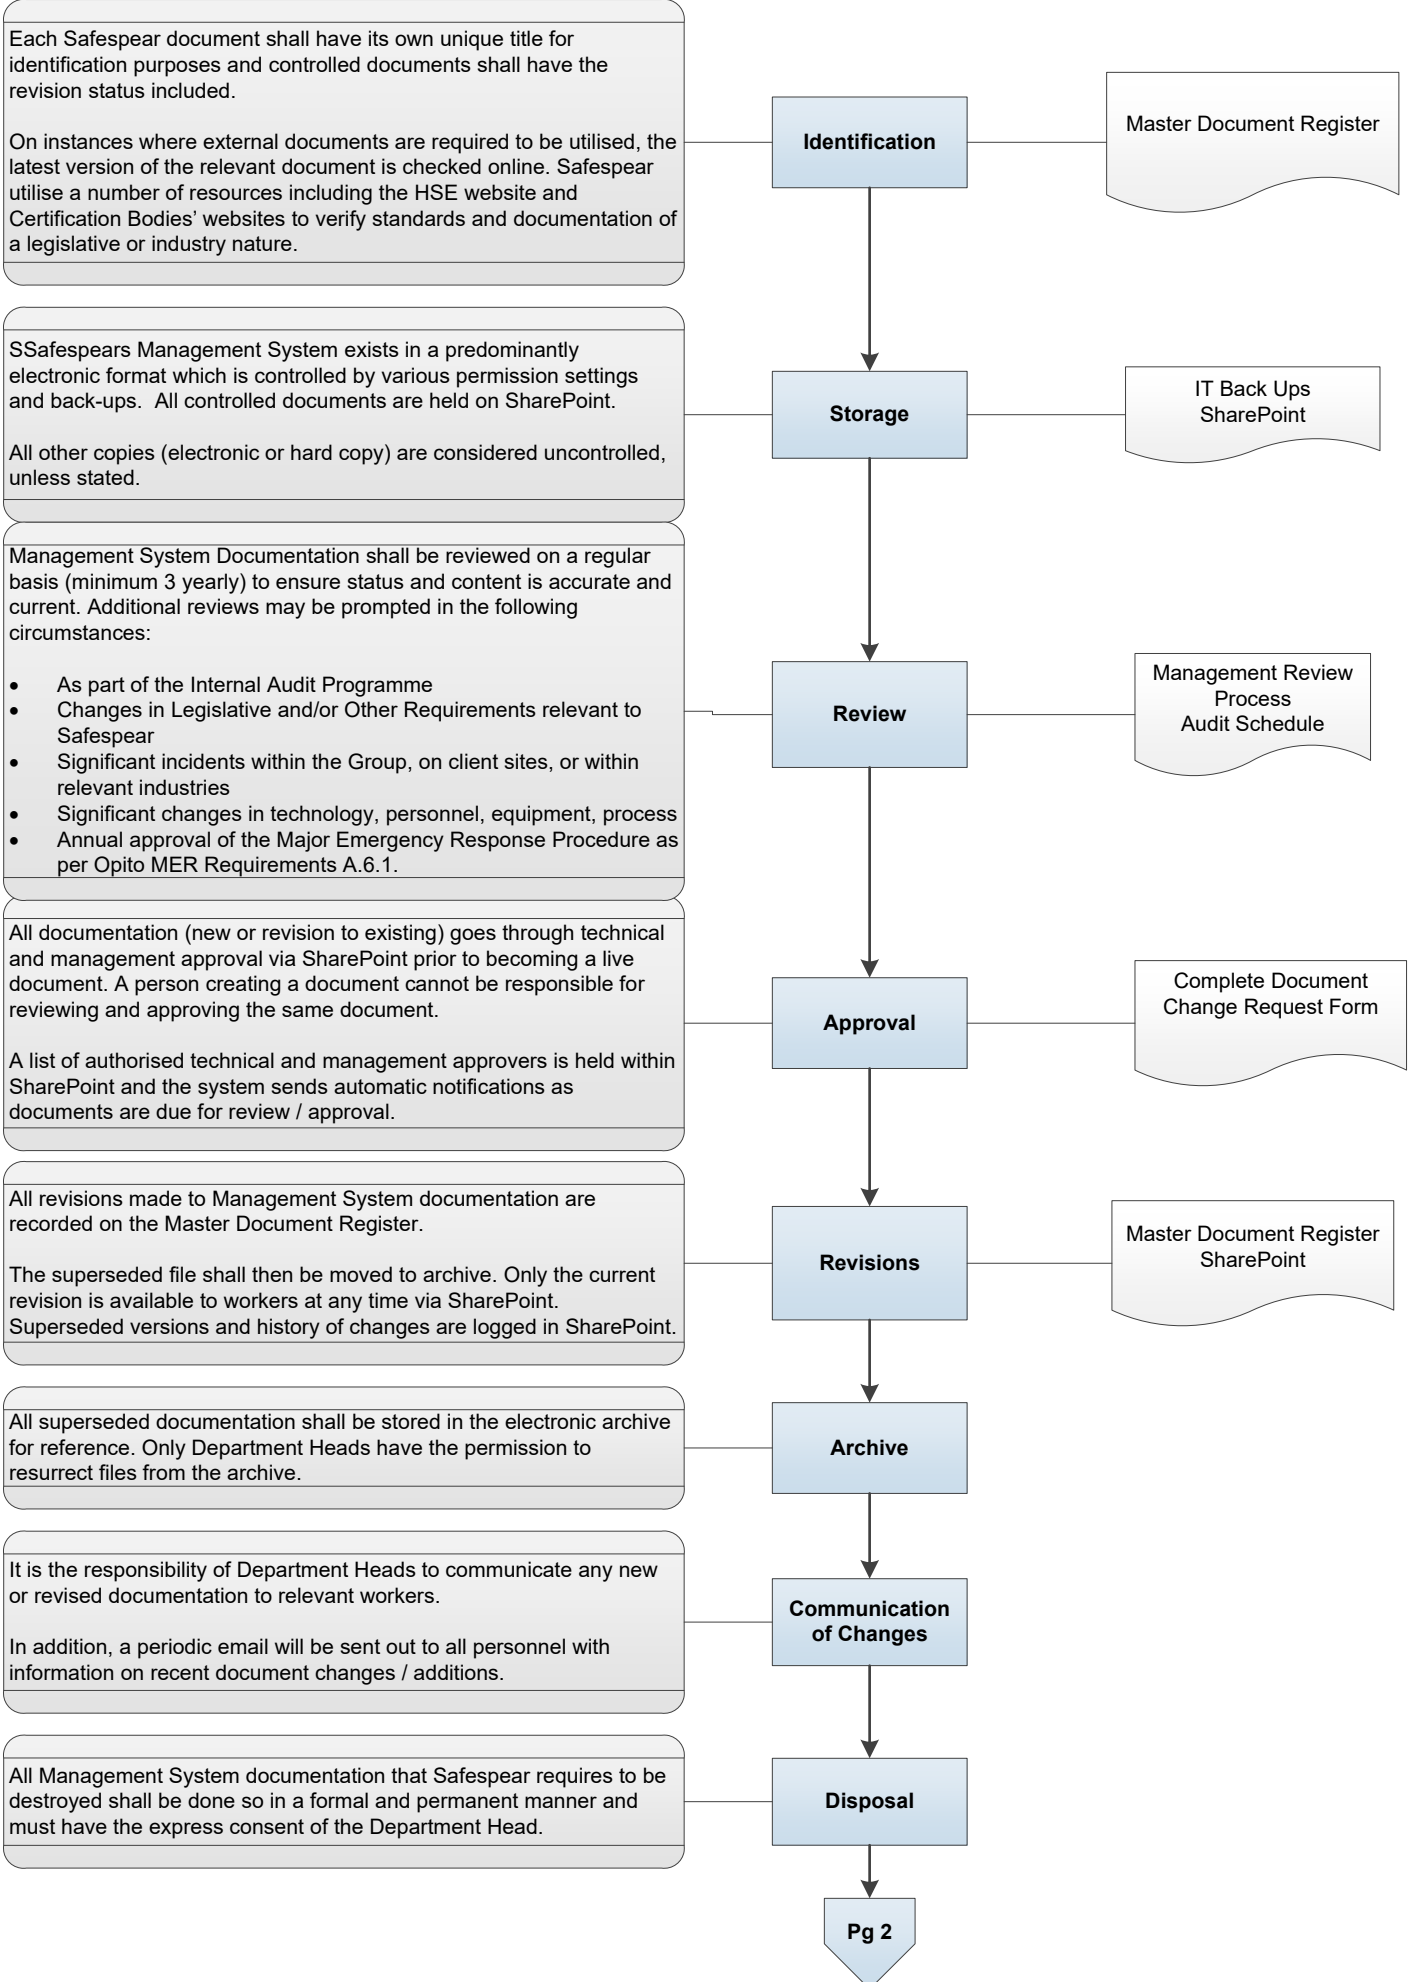 Each Safespear document shall have its own unique title for
identification purposes and controlled documents shall have the
revision status included.
On instances where external documents are required to be utilised, the
latest version of the relevant document is checked online. Safespear
utilise a number of resources including the HSE website and
Certification Bodies’ websites to verify standards and documentation of
a legislative or industry nature.
Identification
Master Document Register
SSafespears Management System exists in a predominantly
electronic format which is controlled by various permission settings
and back-ups.  All controlled documents are held on SharePoint.
All other copies (electronic or hard copy) are considered uncontrolled,
unless stated.
Storage
IT Back Ups
SharePoint
Management System Documentation shall be reviewed on a regular
basis (minimum 3 yearly) to ensure status and content is accurate and
current. Additional reviews may be prompted in the following
circumstances:
• As part of the Internal Audit Programme
• Changes in Legislative and/or Other Requirements relevant to
Safespear
• Significant incidents within the Group, on client sites, or within
relevant industries
• Significant changes in technology, personnel, equipment, process
• Annual approval of the Major Emergency Response Procedure as
per Opito MER Requirements A.6.1.
Review
Management Review
Process
Audit Schedule
All documentation (new or revision to existing) goes through technical
and management approval via SharePoint prior to becoming a live
document. A person creating a document cannot be responsible for
reviewing and approving the same document.
A list of authorised technical and management approvers is held within
SharePoint and the system sends automatic notifications as
documents are due for review / approval.
Approval
Complete Document
Change Request Form
All revisions made to Management System documentation are
recorded on the Master Document Register.
The superseded file shall then be moved to archive. Only the current
revision is available to workers at any time via SharePoint.
Superseded versions and history of changes are logged in SharePoint.
Revisions
Master Document Register
SharePoint
All superseded documentation shall be stored in the electronic archive
for reference. Only Department Heads have the permission to
resurrect files from the archive.
Archive
It is the responsibility of Department Heads to communicate any new
or revised documentation to relevant workers.
In addition, a periodic email will be sent out to all personnel with
information on recent document changes / additions.
Communication
of Changes
All Management System documentation that Safespear requires to be
destroyed shall be done so in a formal and permanent manner and
must have the express consent of the Department Head.
Disposal
Pg 2